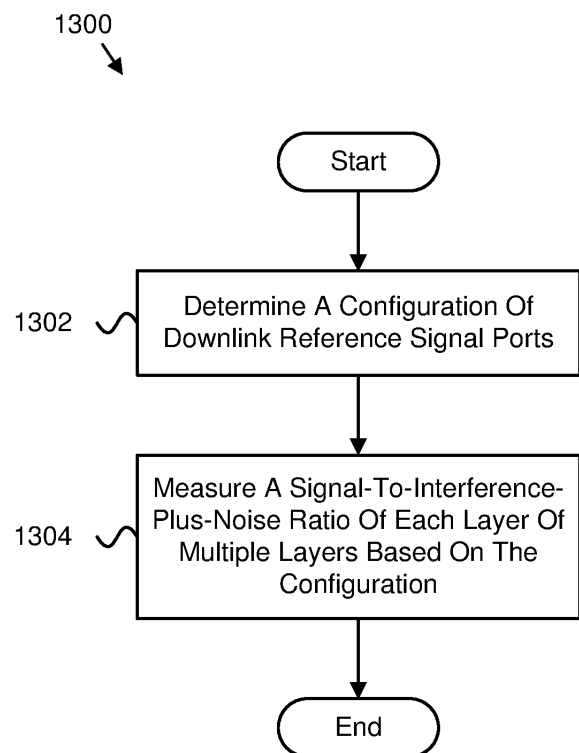 1300
Start
1302
Determine A Configuration Of
Downlink Reference Signal Ports
1304
Measure A Signal-To-Interference-
Plus-Noise Ratio Of Each Layer Of
Multiple Layers Based On The
Configuration
End